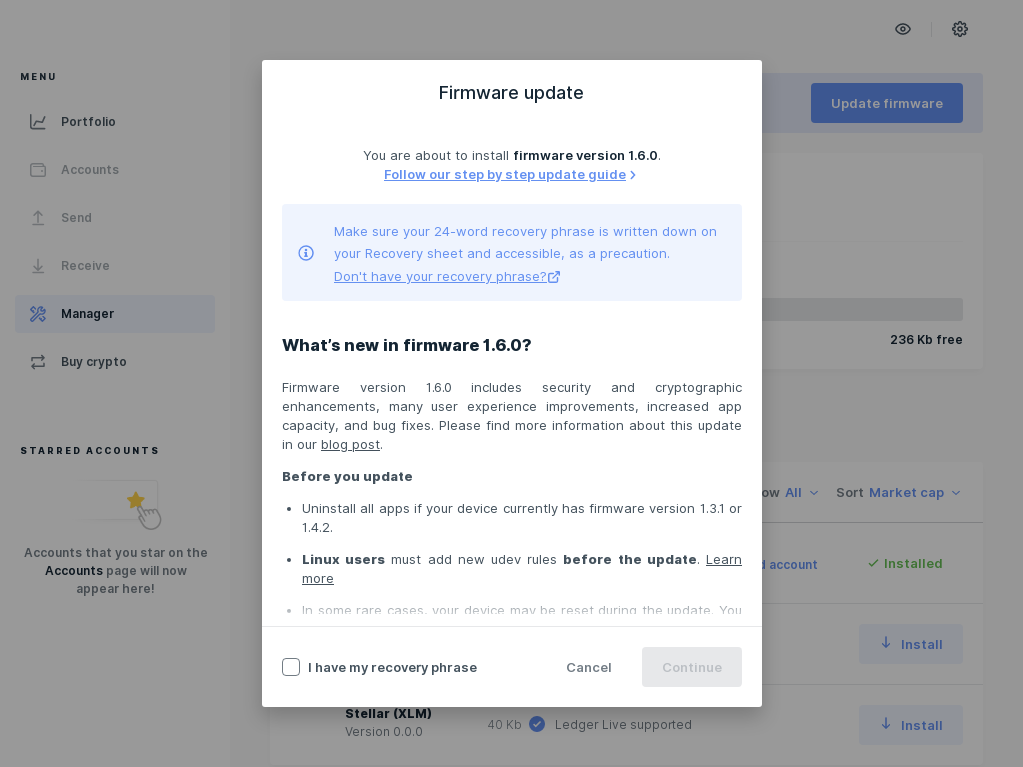 MENU
Portfolio
Accounts
Send
Receive
Manager
Buy crypto
STARRED ACCOUNTS
Accounts that you star on the
Accounts page will now
appear here!
Update firmware
236 Kb free
All
Sort Market cap
account
Installed
Install
Stellar (XLM)
Version 0.0.0
40 Kb
Ledger Live supported
Install
Firmware update
You are about to install firmware version 1.6.0.
Follow our step by step update guide
Make sure your 24-word recovery phrase is written down on
your Recovery sheet and accessible, as a precaution.
Don't have your recovery phrase?
What’s new in firmware 1.6.0?
Firmware version 1.6.0 includes security and cryptographic
enhancements, many user experience improvements, increased app
capacity, and bug fixes. Please find more information about this update
in our blog post.
Before you update
• Uninstall all apps if your device currently has firmware version 1.3.1 or
1.4.2.
• Linux users must add new udev rules before the update. Learn
more
• In some rare cases, your device may be reset during the update. You
I have my recovery phrase
Cancel
Continue